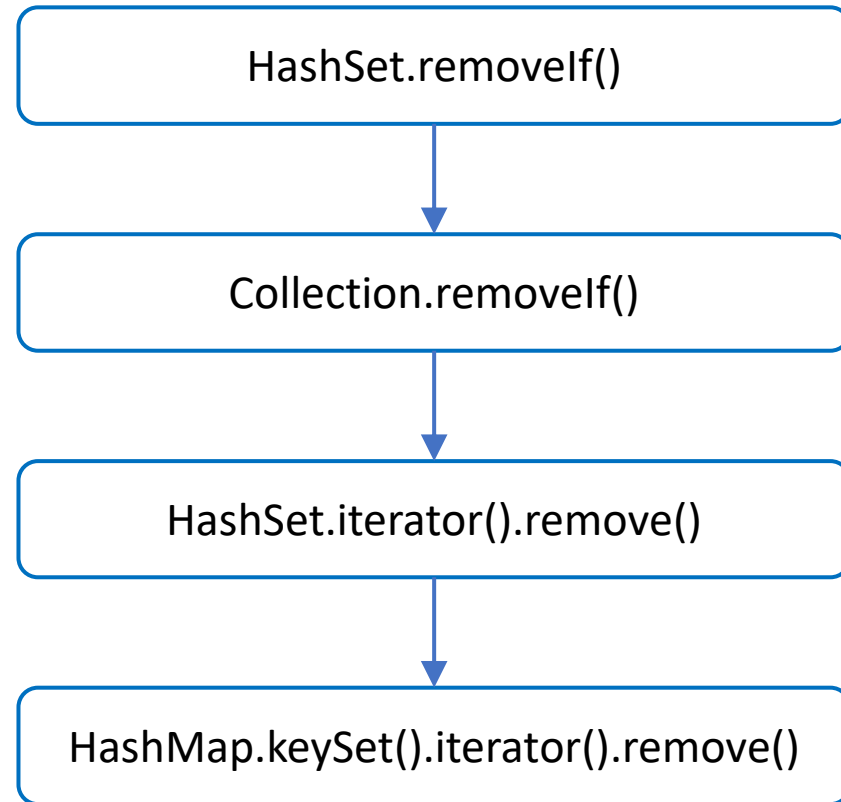 HashSet.removeIf()
Collection.removeIf()
HashSet.iterator().remove()
HashMap.keySet().iterator().remove()